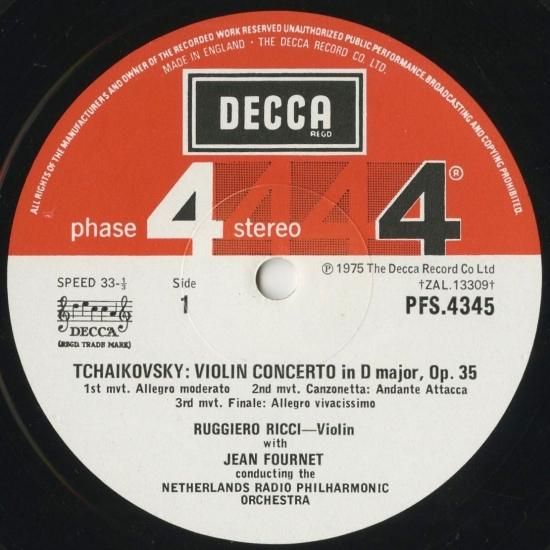 ALL RIGHTS OF THE MANUFACTURERS AND OWNER OF THE RECORDED WORK RESERVED UNAUTHORIZED PUBLIC PERFORMANCE, BROADCASTING AND COPYING PROHIBITED.
MADE IN ENGLAND · THE DECCA RECORD CO. LTD.
DECCA
REGD
phase 4 stereo 4 4 4 ®
SPEED 33-⅓ Side ℗ 1975 The Decca Record Co Ltd
1 †ZAL.13309†
PFS.4345
DECCA
(REGD. TRADE MARK)
TCHAIKOVSKY: VIOLIN CONCERTO in D major, Op. 35
1st mvt. Allegro moderato 2nd mvt. Canzonetta: Andante Attacca
3rd mvt. Finale: Allegro vivacissimo
RUGGIERO RICCI—Violin
with
JEAN FOURNET
conducting the
NETHERLANDS RADIO PHILHARMONIC
ORCHESTRA